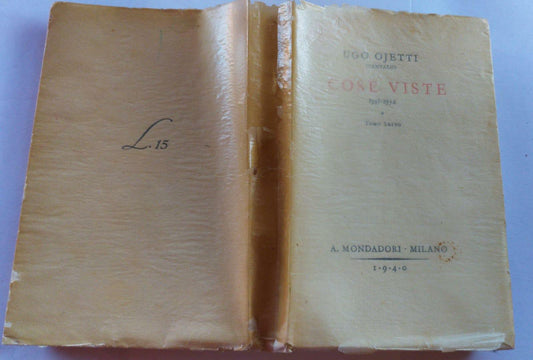 L. 15
UGO OJETTI
COSE VISTE
A. MONDADORI · MILANO
1 · 9 · 4 · 0